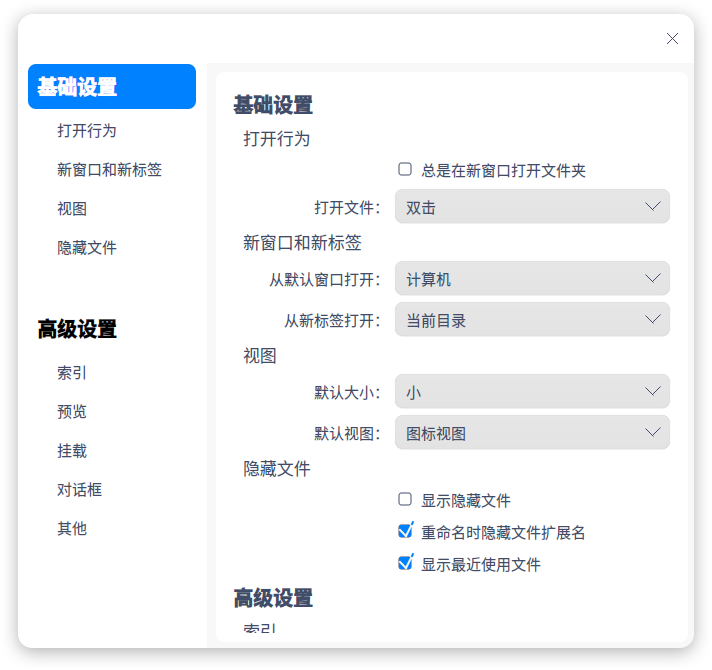 基础设置
打开行为
新窗口和新标签
视图
隐藏文件
高级设置
索引
预览
挂载
对话框
其他
基础设置
打开行为
总是在新窗口打开文件夹
打开文件： 双击
新窗口和新标签
从默认窗口打开： 计算机
从新标签打开： 当前目录
视图
默认大小： 小
默认视图： 图标视图
隐藏文件
显示隐藏文件
重命名时隐藏文件扩展名
显示最近使用文件
高级设置
索引